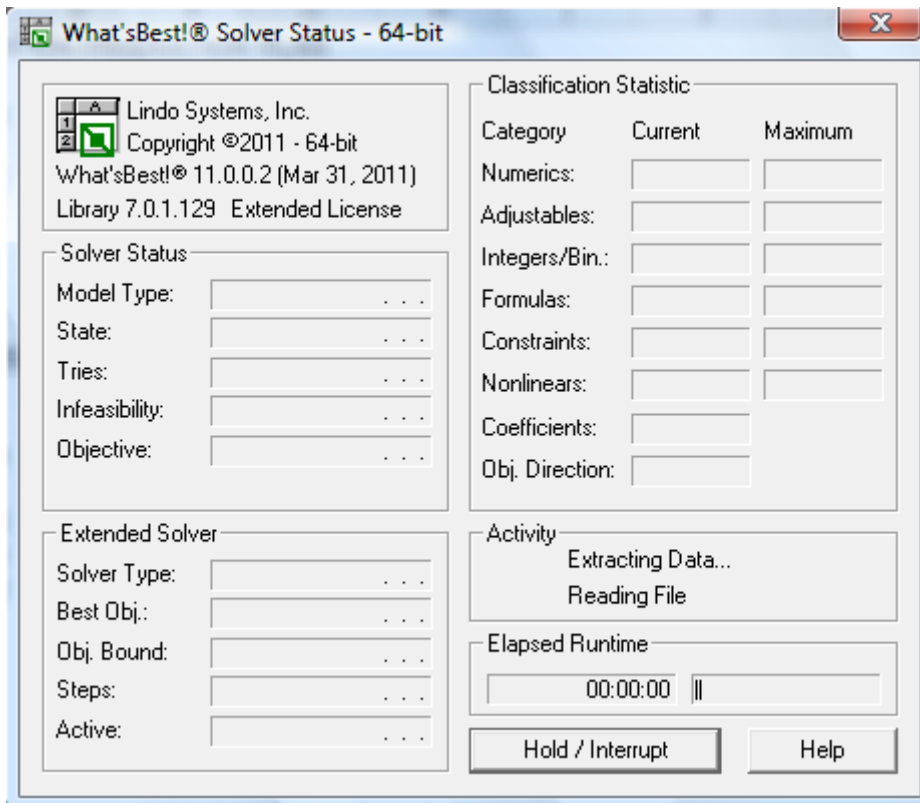 What'sBest!® Solver Status - 64-bit
A
1
2
Lindo Systems, Inc.
Copyright ©2011 - 64-bit
What'sBest!® 11.0.0.2 (Mar 31, 2011)
Library 7.0.1.129 Extended License
Solver Status
Model Type: . . .
State: . . .
Tries: . . .
Infeasibility: . . .
Objective: . . .
Extended Solver
Solver Type: . . .
Best Obj.: . . .
Obj. Bound: . . .
Steps: . . .
Active: . . .
Classification Statistic
Category Current Maximum
Numerics:
Adjustables:
Integers/Bin.:
Formulas:
Constraints:
Nonlinears:
Coefficients:
Obj. Direction:
Activity
Extracting Data...
Reading File
Elapsed Runtime
00:00:00 ||
Hold / Interrupt Help